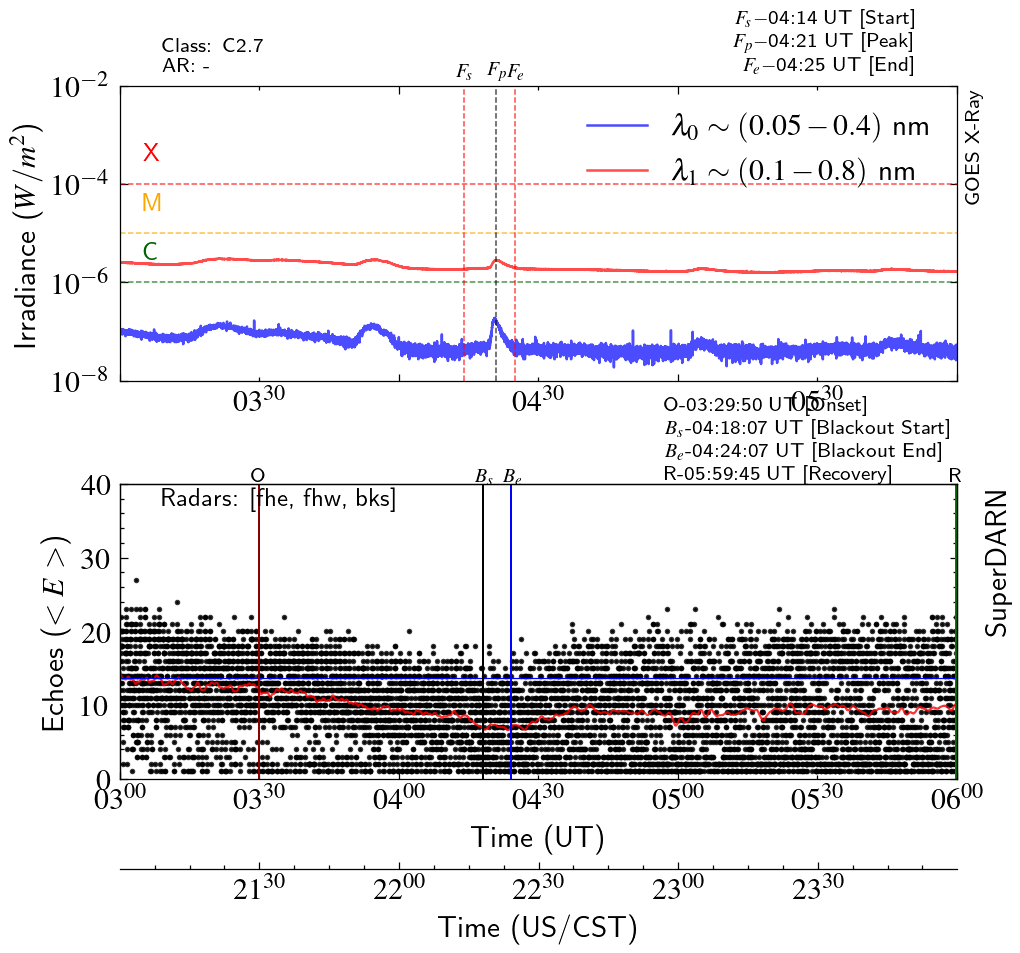 Class: C2.7
AR: -
F_s−04:14 UT [Start]
F_p−04:21 UT [Peak]
F_e−04:25 UT [End]
F_s F_p F_e
10^−2
10^−4
10^−6
10^−8
Irradiance (W/m^2)
X
M
C
λ_0 ∼ (0.05 − 0.4) nm
λ_1 ∼ (0.1 − 0.8) nm
GOES X-Ray
03^30 04^30 05^30
O-03:29:50 UT [Onset]
B_s-04:18:07 UT [Blackout Start]
B_e-04:24:07 UT [Blackout End]
R-05:59:45 UT [Recovery]
O B_s B_e R
Radars: [fhe, fhw, bks]
40
30
20
10
0
Echoes (< E >)
SuperDARN
03^00 03^30 04^00 04^30 05^00 05^30 06^00
Time (UT)
21^30 22^00 22^30 23^00 23^30
Time (US/CST)